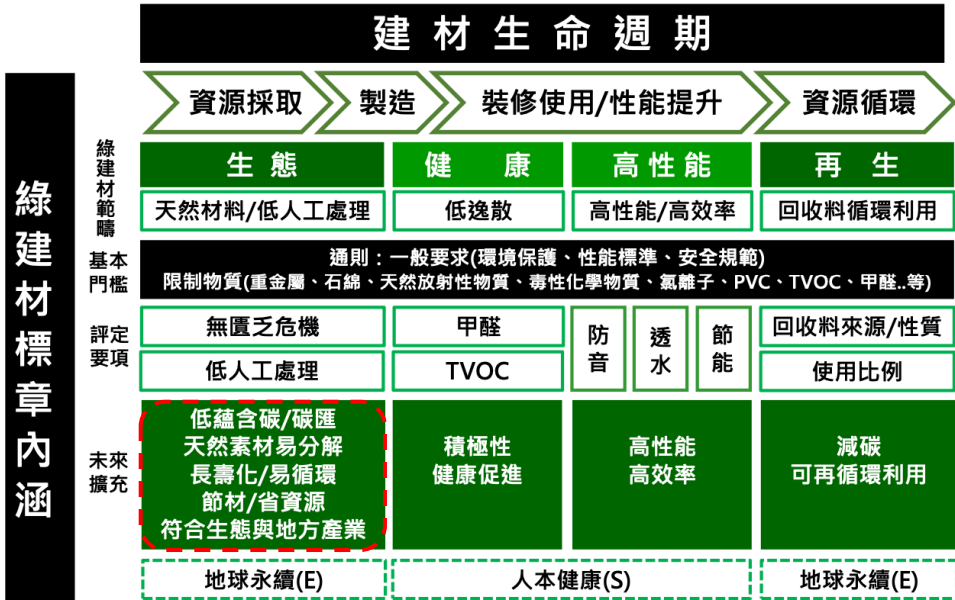 建材生命週期
綠建材標章內涵
資源採取
製造
裝修使用/性能提升
資源循環
綠建材範疇
生態
健康
高性能
再生
天然材料/低人工處理
低逸散
高性能/高效率
回收料循環利用
基本
門檻
通則：一般要求(環境保護、性能標準、安全規範)
限制物質(重金屬、石綿、天然放射性物質、毒性化學物質、氯離子、PVC、TVOC、甲醛..等)
評定
要項
無匱乏危機
甲醛
防音
透水
節能
回收料來源/性質
低人工處理
TVOC
使用比例
未來
擴充
低蘊含碳/碳匯
天然素材易分解
長壽化/易循環
節材/省資源
符合生態與地方產業
積極性
健康促進
高性能
高效率
減碳
可再循環利用
地球永續(E)
人本健康(S)
地球永續(E)